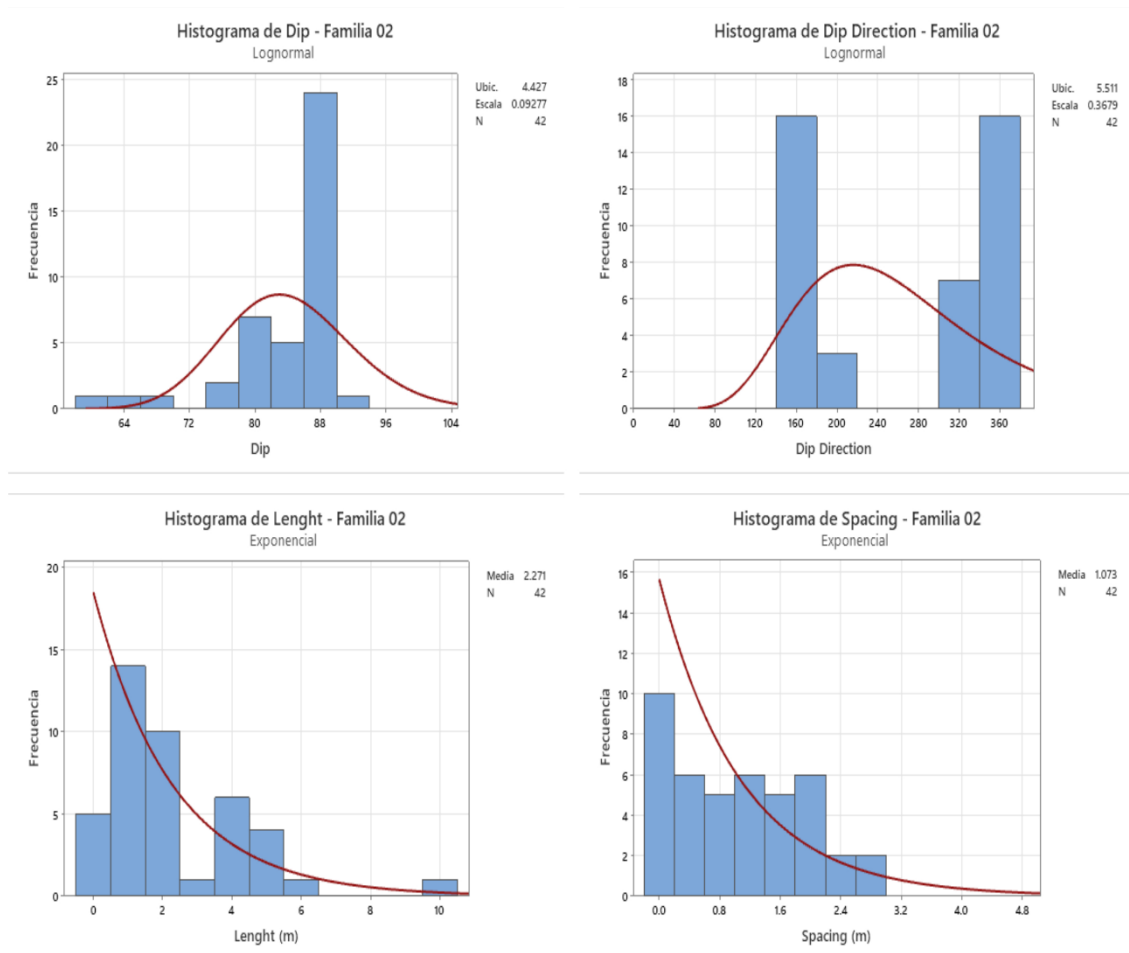 Histograma de Dip - Familia 02
Lognormal
Ubic. 4.427
Escala 0.09277
N 42
Frecuencia
25
20
15
10
5
0
64 72 80 88 96 104
Dip
Histograma de Dip Direction - Familia 02
Lognormal
Ubic. 5.511
Escala 0.3679
N 42
Frecuencia
18
16
14
12
10
8
6
4
2
0
0 40 80 120 160 200 240 280 320 360
Dip Direction
Histograma de Lenght - Familia 02
Exponencial
Media 2.271
N 42
Frecuencia
20
15
10
5
0
0 2 4 6 8 10
Lenght (m)
Histograma de Spacing - Familia 02
Exponencial
Media 1.073
N 42
Frecuencia
16
14
12
10
8
6
4
2
0
0.0 0.8 1.6 2.4 3.2 4.0 4.8
Spacing (m)